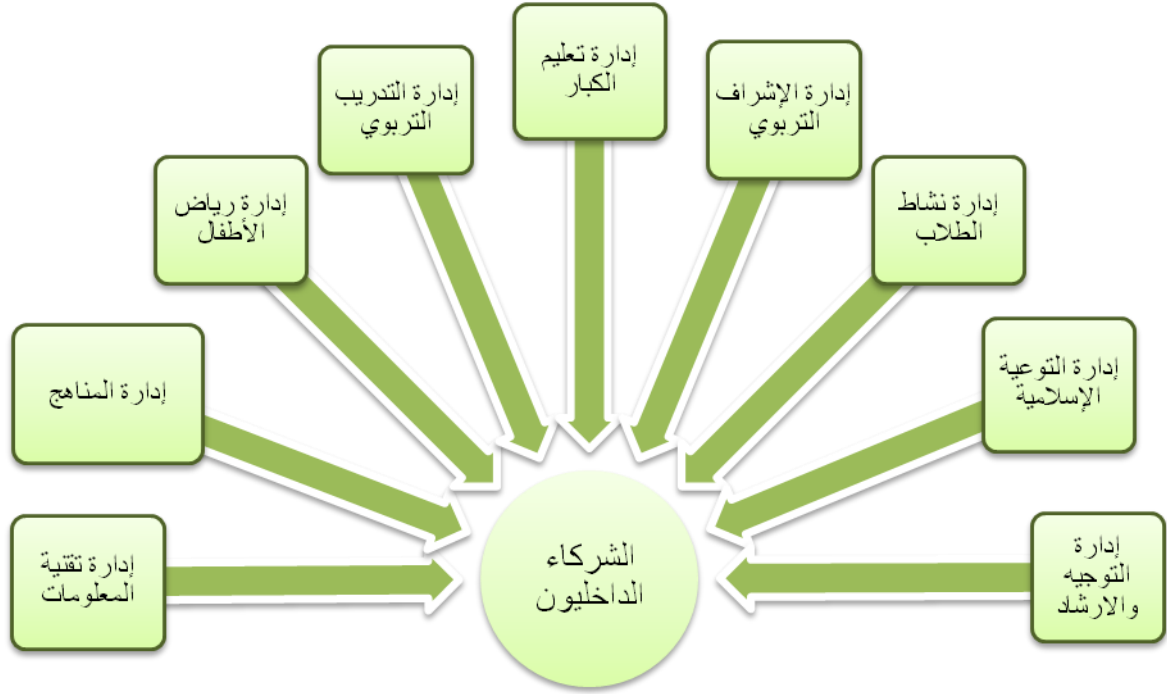 إدارة تعليم
الكبار
إدارة الإشراف
التربوي
إدارة التدريب
التربوي
إدارة نشاط
الطلاب
إدارة رياض
الأطفال
إدارة التوعية
الإسلامية
إدارة المناهج
إدارة
التوجيه
والارشاد
إدارة تقنية
المعلومات
الشركاء
الداخليون